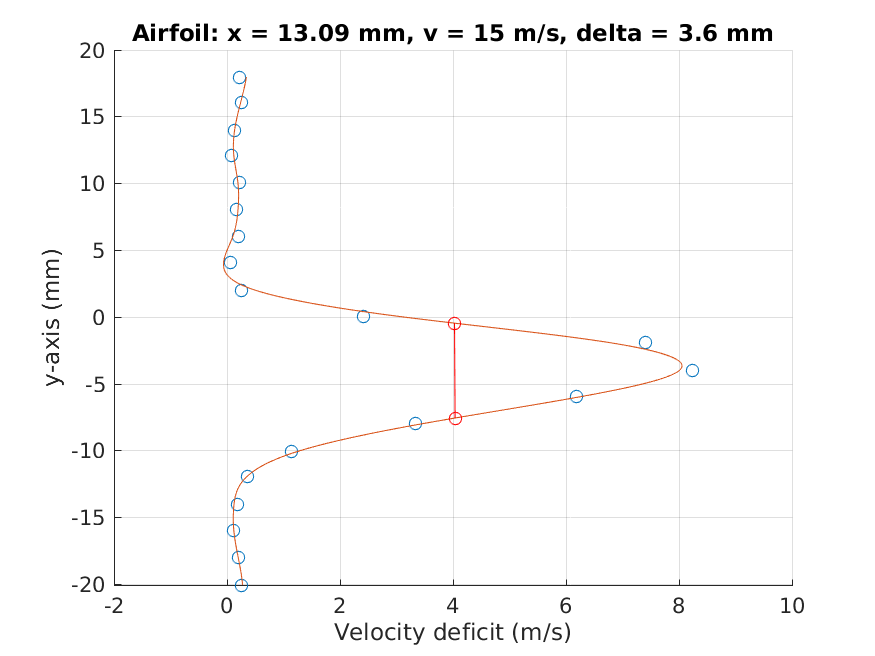 Airfoil: x = 13.09 mm, v = 15 m/s, delta = 3.6 mm
20
15
10
5
0
-5
-10
-15
-20
y-axis (mm)
-2 0 2 4 6 8 10
Velocity deficit (m/s)